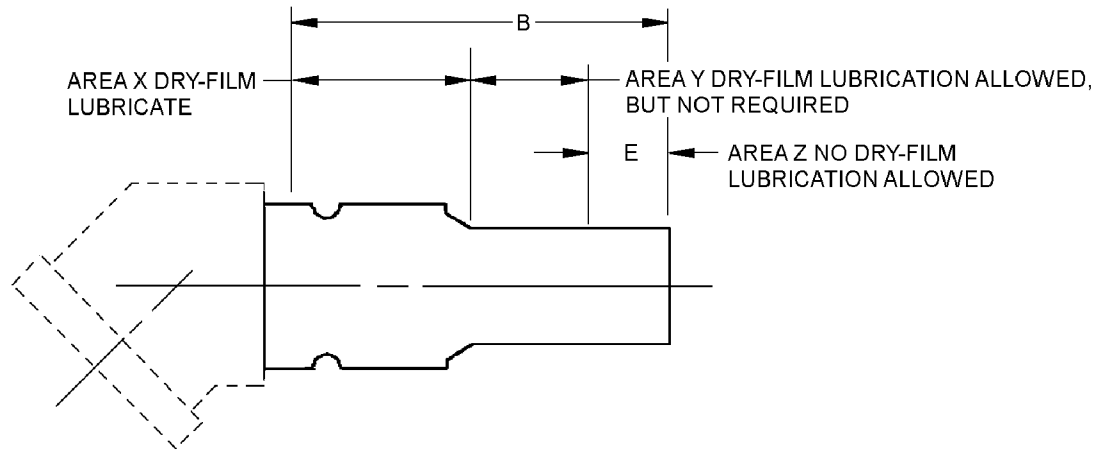 B
AREA X DRY-FILM
LUBRICATE
AREA Y DRY-FILM LUBRICATION ALLOWED,
BUT NOT REQUIRED
E
AREA Z NO DRY-FILM
LUBRICATION ALLOWED